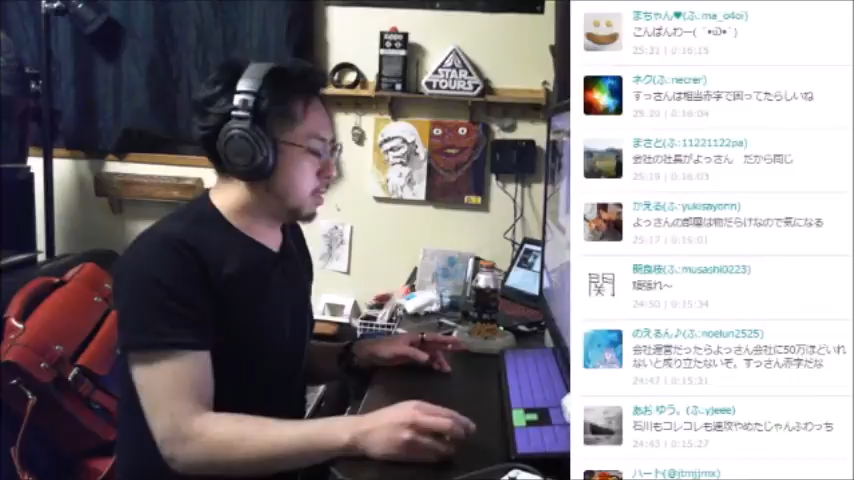 STAR
TOURS
まちゃん♥(ふ:ma_o4oi)
こんばんわー( ´•ω•` )
25:21 | 0:16:15
ネク(ふ:necrer)
すっさんは相当赤字で困ってたらしいね
25:20 | 0:16:04
まさと(ふ:11221122pa)
会社の社長がよっさん　だから同じ
25:19 | 0:16:03
かえる(ふ:yukisayorin)
よっさんの部屋は物だらけなので気になる
25:17 | 0:16:01
関
(ふ:musashi0223)
頑張れ～
24:50 | 0:15:34
のえるん♪(ふ:noelun2525)
会社運営だったらよっさん会社に50万ほどいれ
ないと成り立たないぞ。すっさん赤字だな
24:47 | 0:15:31
あお ゆう。(ふ:yjeee)
石川もコレコレも速攻やめたじゃんふわっち
24:43 | 0:15:27
ハート(@jtmjjmx)